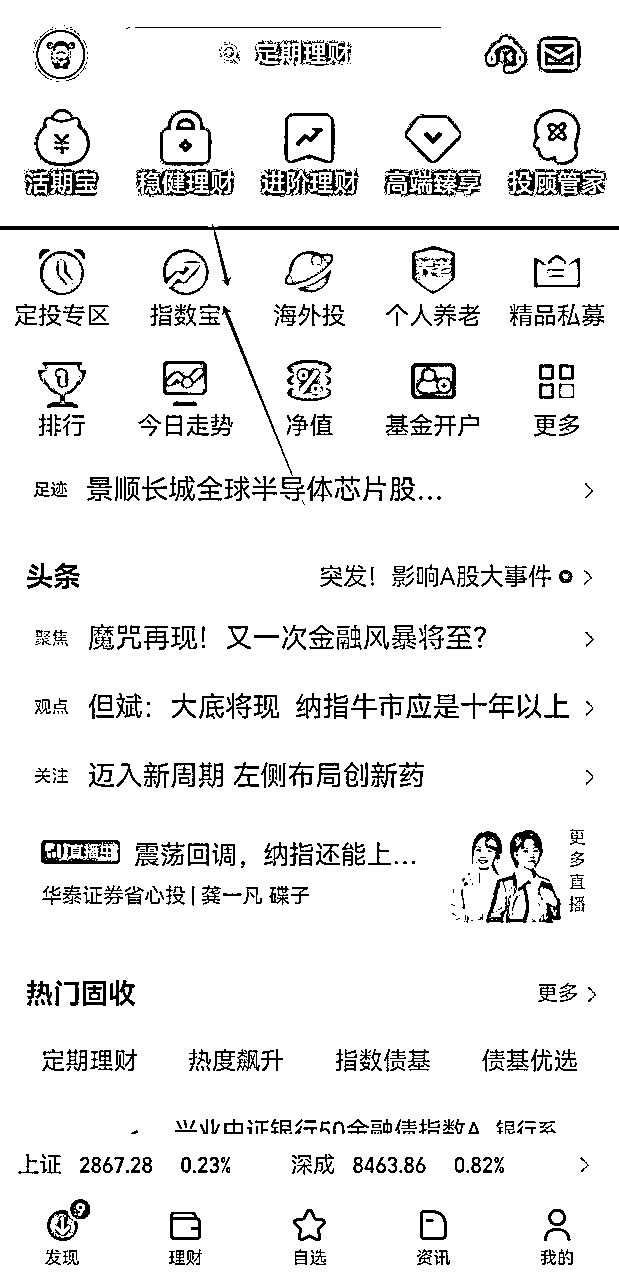 定期理财
活期宝 稳健理财 进阶理财 高端臻享 投顾管家
定投专区 指数宝 海外投 个人养老 精品私募
排行 今日走势 净值 基金开户 更多
足迹 景顺长城全球半导体芯片股...
头条 突发！影响A股大事件
聚焦 魔咒再现！又一次金融风暴将至？
观点 但斌：大底将现 纳指牛市应是十年以上
关注 迈入新周期 左侧布局创新药
直播中 震荡回调，纳指还能上...
华泰证券省心投 | 龚一凡 碟子
更多直播
热门固收 更多
定期理财 热度飙升 指数债基 债基优选
兴业中证银行50金融债指数A 银行系
上证 2867.28 0.23% 深成 8463.86 0.82%
9
发现 理财 自选 资讯 我的